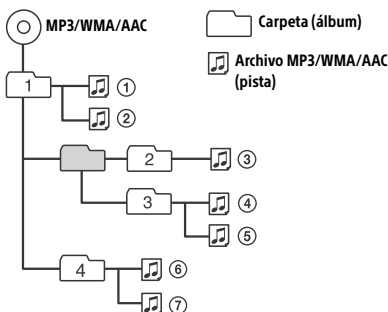 MP3/WMA/AAC
Carpeta (álbum)
Archivo MP3/WMA/AAC
(pista)
1
①
②
2
③
3
④
⑤
4
⑥
⑦